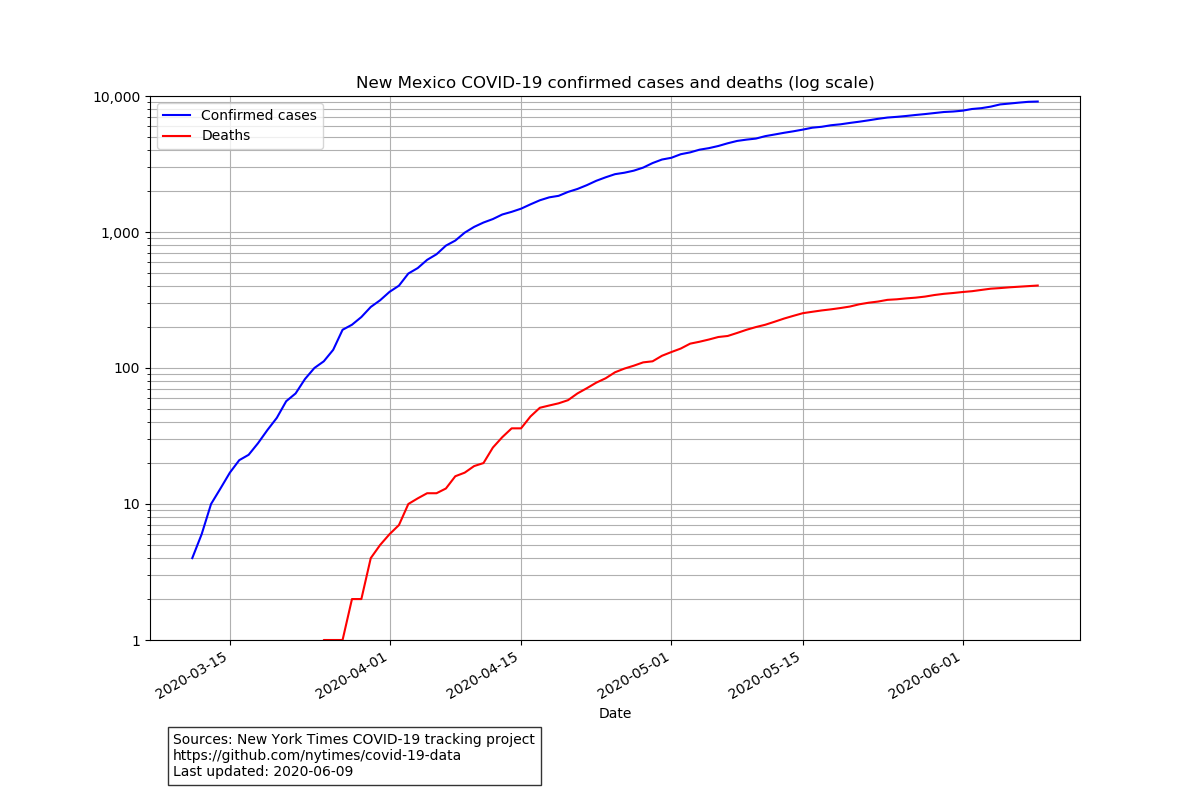 New Mexico COVID-19 confirmed cases and deaths (log scale)
10,000
1,000
100
10
1
Confirmed cases
Deaths
2020-03-15
2020-04-01
2020-04-15
2020-05-01
2020-05-15
2020-06-01
Date
Sources: New York Times COVID-19 tracking project
https://github.com/nytimes/covid-19-data
Last updated: 2020-06-09